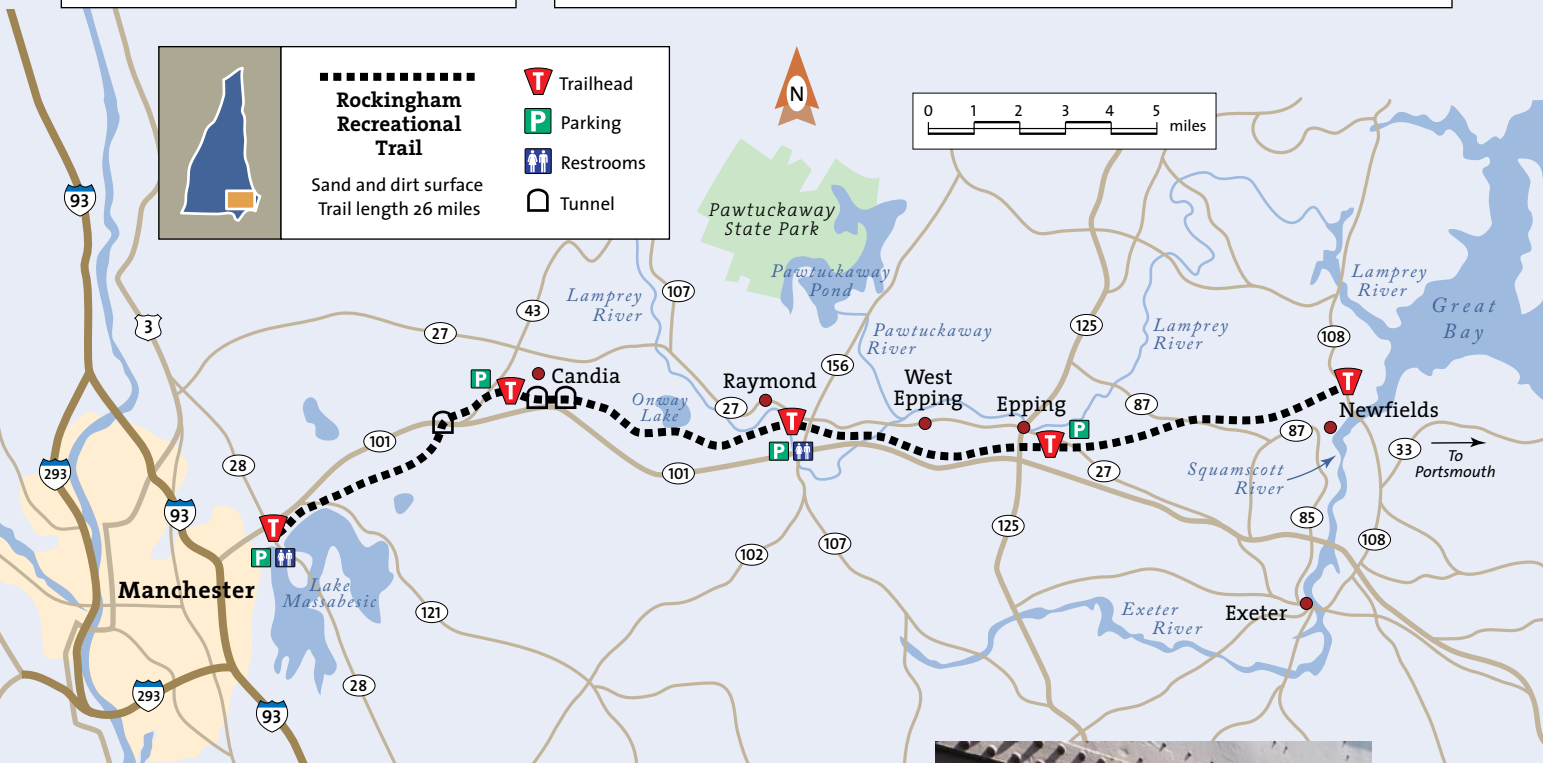 Rockingham
Recreational
Trail
Sand and dirt surface
Trail length 26 miles
T Trailhead
P Parking
Restrooms
Tunnel
N
0 1 2 3 4 5
miles
93
3
293
28
93
101
27
43
107
Lamprey
River
Pawtuckaway
State Park
Pawtuckaway
Pond
Pawtuckaway
River
156
125
Lamprey
River
Lamprey
River
Great
Bay
108
P
T
Candia
Onway
Lake
Raymond
27
T
P
West
Epping
Epping
T
P
87
27
T
Newfields
87
33
To
Portsmouth
Squamscott
River
101
T
P
Manchester
Lake
Massabesic
121
28
293
93
102
107
125
85
108
Exeter
River
Exeter